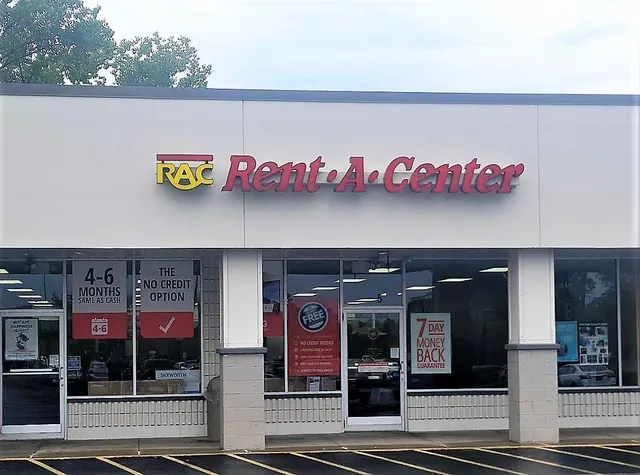 RAC Rent·A·Center
4-6
MONTHS
SAME AS CASH
4-6
THE
NO CREDIT
OPTION
FREE
NO CREDIT NEEDED
7 DAY
MONEY
BACK
GUARANTEE
SKYWORTH